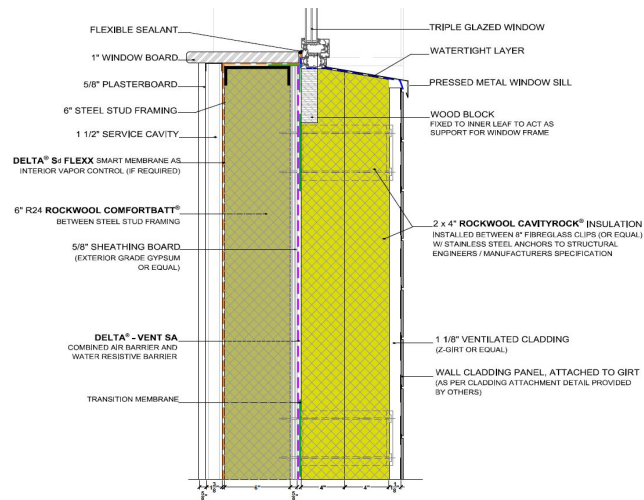 FLEXIBLE SEALANT
1" WINDOW BOARD
5/8" PLASTERBOARD
6" STEEL STUD FRAMING
1 1/2" SERVICE CAVITY
DELTA® Sd FLEXX SMART MEMBRANE AS
INTERIOR VAPOR CONTROL (IF REQUIRED)
6" R24 ROCKWOOL COMFORTBATT®
BETWEEN STEEL STUD FRAMING
5/8" SHEATHING BOARD
(EXTERIOR GRADE GYPSUM
OR EQUAL)
DELTA® - VENT SA
COMBINED AIR BARRIER AND
WATER RESISTIVE BARRIER
TRANSITION MEMBRANE
TRIPLE GLAZED WINDOW
WATERTIGHT LAYER
PRESSED METAL WINDOW SILL
WOOD BLOCK
FIXED TO INNER LEAF TO ACT AS
SUPPORT FOR WINDOW FRAME
2 x 4" ROCKWOOL CAVITYROCK® INSULATION
INSTALLED BETWEEN 8" FIBREGLASS CLIPS (OR EQUAL)
W/ STAINLESS STEEL ANCHORS TO STRUCTURAL
ENGINEERS / MANUFACTURERS SPECIFICATION
1 1/8" VENTILATED CLADDING
(Z-GIRT OR EQUAL)
WALL CLADDING PANEL, ATTACHED TO GIRT
(AS PER CLADDING ATTACHMENT DETAIL PROVIDED
BY OTHERS)
6" 4" 4"